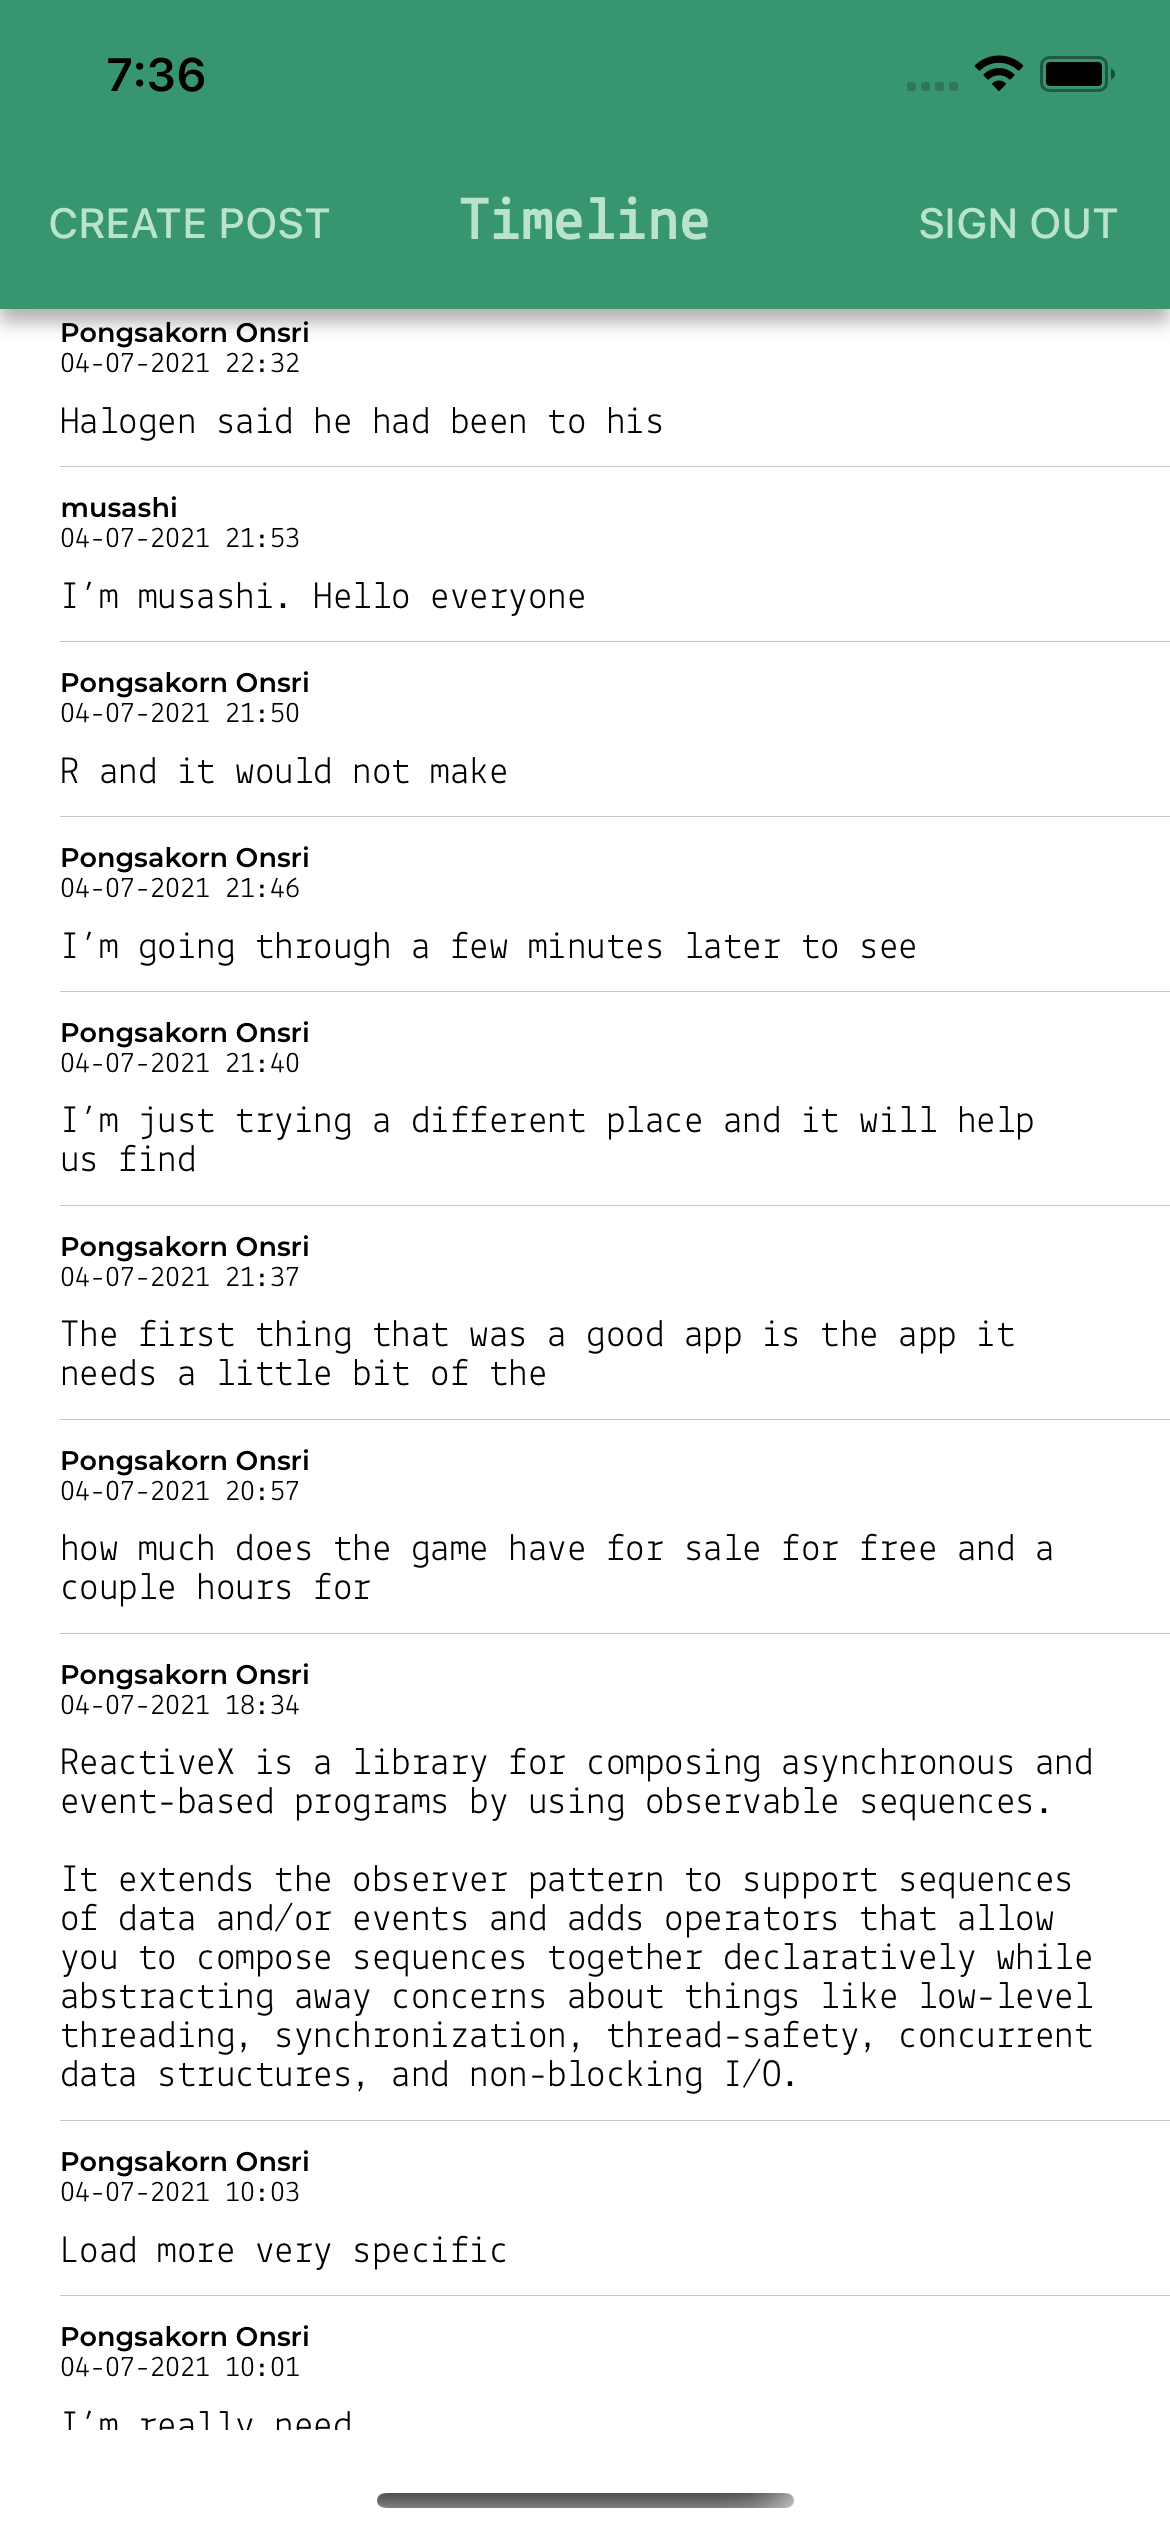 7:36
CREATE POST
Timeline
SIGN OUT
Pongsakorn Onsri
04-07-2021 22:32
Halogen said he had been to his
musashi
04-07-2021 21:53
I'm musashi. Hello everyone
Pongsakorn Onsri
04-07-2021 21:50
R and it would not make
Pongsakorn Onsri
04-07-2021 21:46
I'm going through a few minutes later to see
Pongsakorn Onsri
04-07-2021 21:40
I'm just trying a different place and it will help
us find
Pongsakorn Onsri
04-07-2021 21:37
The first thing that was a good app is the app it
needs a little bit of the
Pongsakorn Onsri
04-07-2021 20:57
how much does the game have for sale for free and a
couple hours for
Pongsakorn Onsri
04-07-2021 18:34
ReactiveX is a library for composing asynchronous and
event-based programs by using observable sequences.
It extends the observer pattern to support sequences
of data and/or events and adds operators that allow
you to compose sequences together declaratively while
abstracting away concerns about things like low-level
threading, synchronization, thread-safety, concurrent
data structures, and non-blocking I/O.
Pongsakorn Onsri
04-07-2021 10:03
Load more very specific
Pongsakorn Onsri
04-07-2021 10:01
I'm really need